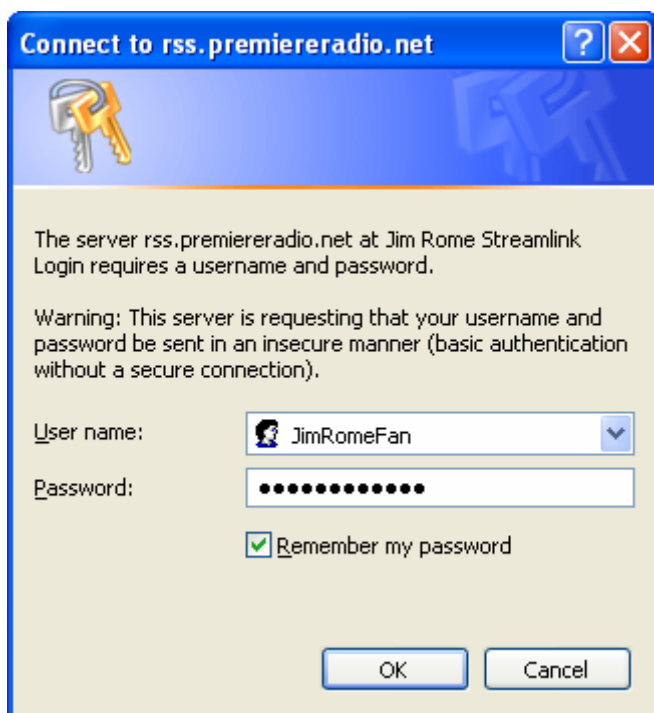 Connect to rss.premiereradio.net
The server rss.premiereradio.net at Jim Rome Streamlink
Login requires a username and password.
Warning: This server is requesting that your username and
password be sent in an insecure manner (basic authentication
without a secure connection).
User name:
JimRomeFan
Password:
●●●●●●●●●●●●
Remember my password
OK
Cancel